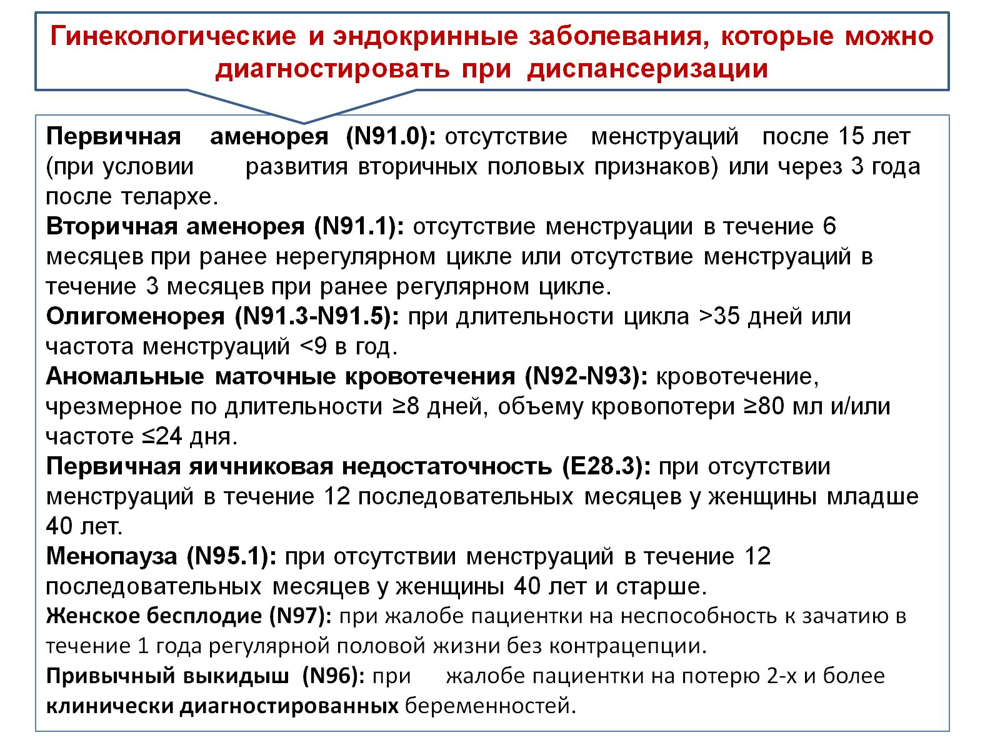 Гинекологические и эндокринные заболевания, которые можно
диагностировать при диспансеризации
Первичная аменорея (N91.0): отсутствие менструаций после 15 лет
(при условии развития вторичных половых признаков) или через 3 года
после телархе.
Вторичная аменорея (N91.1): отсутствие менструации в течение 6
месяцев при ранее нерегулярном цикле или отсутствие менструаций в
течение 3 месяцев при ранее регулярном цикле.
Олигоменорея (N91.3-N91.5): при длительности цикла >35 дней или
частота менструаций <9 в год.
Аномальные маточные кровотечения (N92-N93): кровотечение,
чрезмерное по длительности ≥8 дней, объему кровопотери ≥80 мл и/или
частоте ≤24 дня.
Первичная яичниковая недостаточность (E28.3): при отсутствии
менструаций в течение 12 последовательных месяцев у женщины младше
40 лет.
Менопауза (N95.1): при отсутствии менструаций в течение 12
последовательных месяцев у женщины 40 лет и старше.
Женское бесплодие (N97): при жалобе пациентки на неспособность к зачатию в
течение 1 года регулярной половой жизни без контрацепции.
Привычный выкидыш (N96): при жалобе пациентки на потерю 2-х и более
клинически диагностированных беременностей.